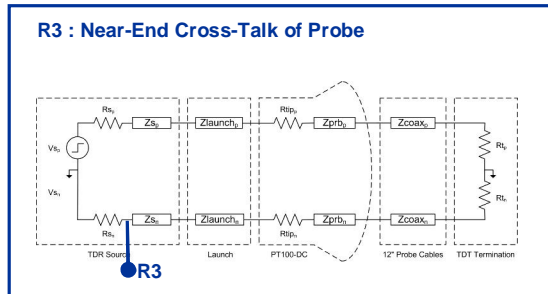 R3 : Near-End Cross-Talk of Probe
Rsₚ
Zsₚ
Zlaunchₚ
Rtipₚ
Zprbₚ
Zcoaxₚ
Vsₚ
Rtₚ
Vsₙ
Rtₙ
Rsₙ
Zsₙ
Zlaunchₙ
Rtipₙ
Zprbₙ
Zcoaxₙ
TDR Source
Launch
PT100-DC
12" Probe Cables
TDT Termination
R3